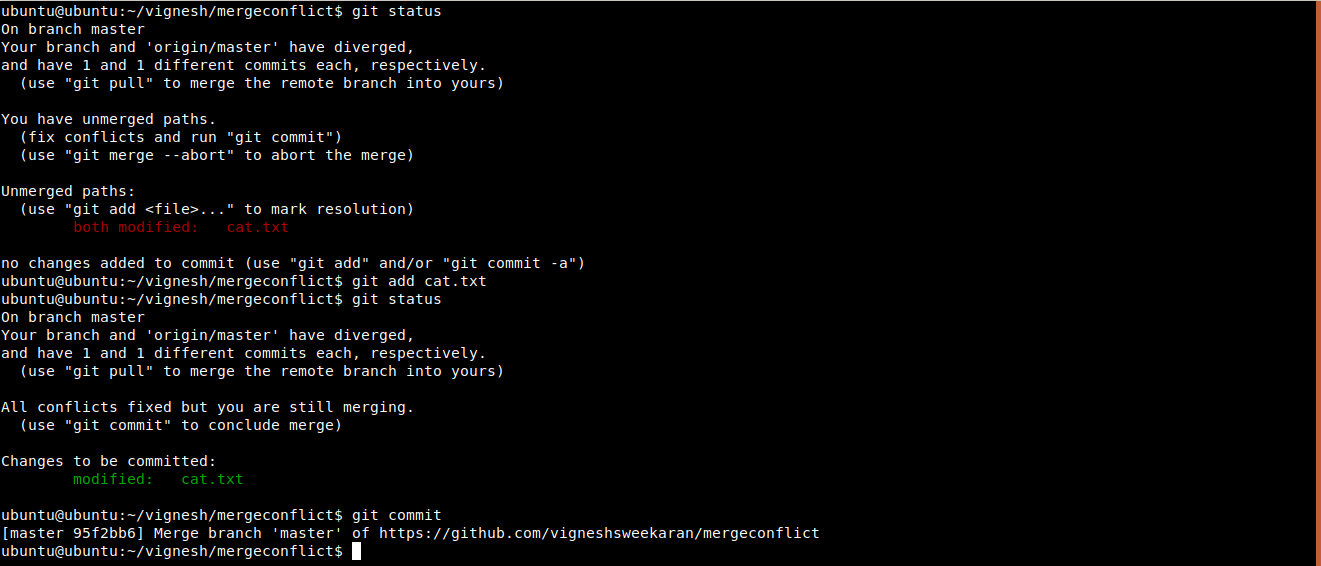 ubuntu@ubuntu:~/vignesh/mergeconflict$ git status
On branch master
Your branch and 'origin/master' have diverged,
and have 1 and 1 different commits each, respectively.
  (use "git pull" to merge the remote branch into yours)

You have unmerged paths.
  (fix conflicts and run "git commit")
  (use "git merge --abort" to abort the merge)

Unmerged paths:
  (use "git add <file>..." to mark resolution)
        both modified:   cat.txt

no changes added to commit (use "git add" and/or "git commit -a")
ubuntu@ubuntu:~/vignesh/mergeconflict$ git add cat.txt
ubuntu@ubuntu:~/vignesh/mergeconflict$ git status
On branch master
Your branch and 'origin/master' have diverged,
and have 1 and 1 different commits each, respectively.
  (use "git pull" to merge the remote branch into yours)

All conflicts fixed but you are still merging.
  (use "git commit" to conclude merge)

Changes to be committed:
        modified:   cat.txt

ubuntu@ubuntu:~/vignesh/mergeconflict$ git commit
[master 95f2bb6] Merge branch 'master' of https://github.com/vigneshsweekaran/mergeconflict
ubuntu@ubuntu:~/vignesh/mergeconflict$